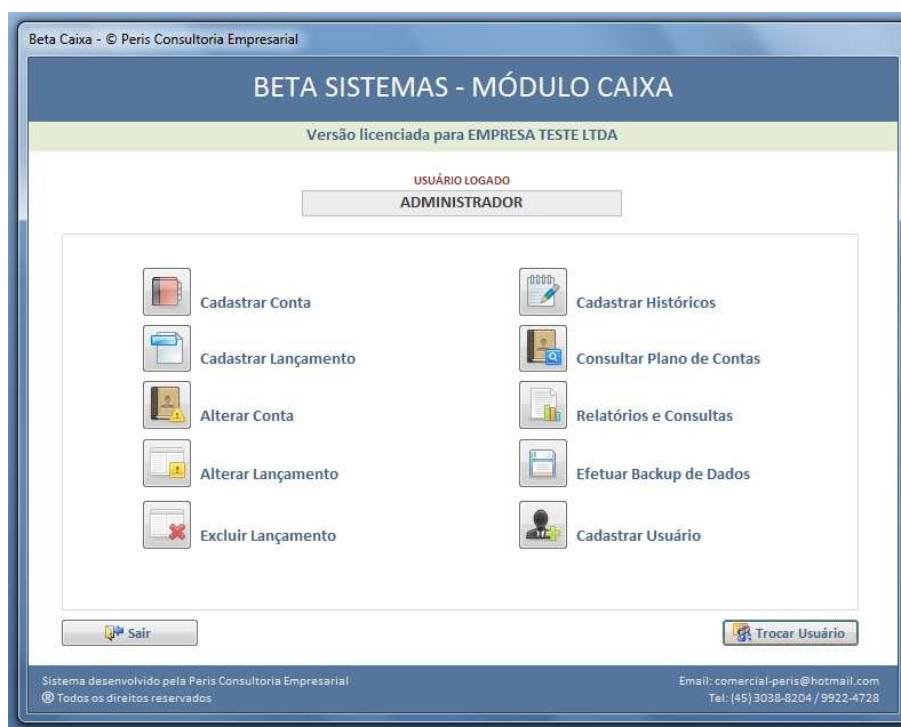 Beta Caixa - © Peris Consultoria Empresarial
BETA SISTEMAS - MÓDULO CAIXA
Versão licenciada para EMPRESA TESTE LTDA
USUÁRIO LOGADO
ADMINISTRADOR
Cadastrar Conta
Cadastrar Históricos
Cadastrar Lançamento
Consultar Plano de Contas
Alterar Conta
Relatórios e Consultas
Alterar Lançamento
Efetuar Backup de Dados
Excluir Lançamento
Cadastrar Usuário
Sair
Trocar Usuário
Sistema desenvolvido pela Peris Consultoria Empresarial
® Todos os direitos reservados
Email: comercial-peris@hotmail.com
Tel: (45) 3038-8204 / 9922-4728